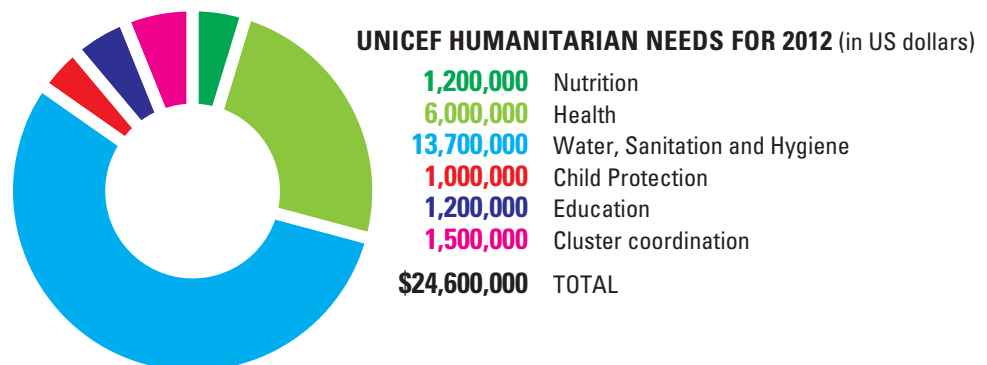 UNICEF HUMANITARIAN NEEDS FOR 2012 (in US dollars)
1,200,000 Nutrition
6,000,000 Health
13,700,000 Water, Sanitation and Hygiene
1,000,000 Child Protection
1,200,000 Education
1,500,000 Cluster coordination
$24,600,000 TOTAL